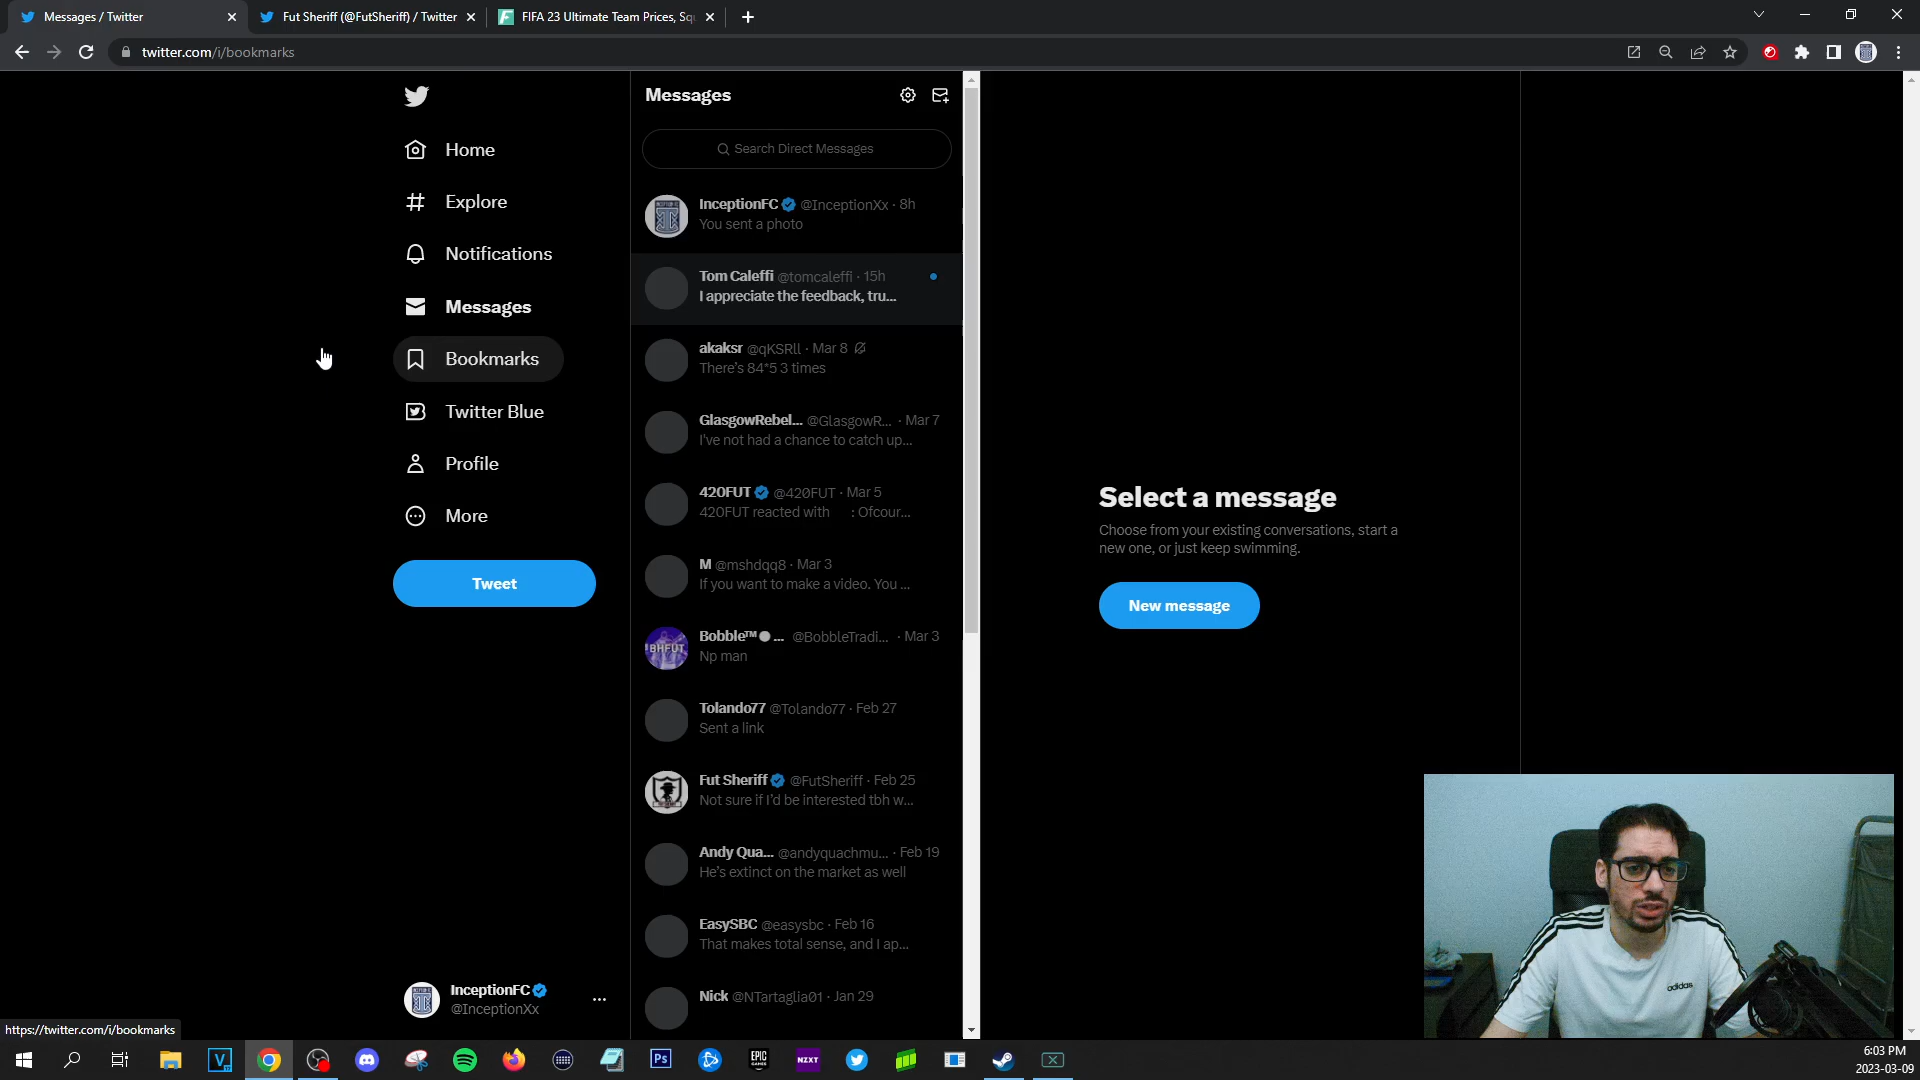 Messages / Twitter
Fut Sheriff (@FutSheriff) / Twitter
FIFA 23 Ultimate Team Prices, Squ
twitter.com/i/bookmarks
Home
Explore
Notifications
Messages
Bookmarks
Twitter Blue
Profile
More
Tweet
InceptionFC
@InceptionXx
Messages
Search Direct Messages
InceptionFC @InceptionXx · 8h
You sent a photo
Tom Caleffi @tomcaleffi · 15h
I appreciate the feedback, tru...
akaksr @qKSRll · Mar 8
There's 84*5 3 times
GlasgowRebel... @GlasgowR... · Mar 7
I've not had a chance to catch up...
420FUT @420FUT · Mar 5
420FUT reacted with : Ofcour...
M @mshdqq8 · Mar 3
If you want to make a video. You ...
BHFUT
Bobble™ ... @BobbleTradi... · Mar 3
Np man
Tolando77 @Tolando77 · Feb 27
Sent a link
Fut Sheriff @FutSheriff · Feb 25
Not sure if I'd be interested tbh w...
Andy Qua... @andyquachmu... · Feb 19
He's extinct on the market as well
EasySBC @easysbc · Feb 16
That makes total sense, and I ap...
Nick @NTartaglia01 · Jan 29
Select a message
Choose from your existing conversations, start a
new one, or just keep swimming.
New message
adidas
https://twitter.com/i/bookmarks
V
Ps
EPIC
GAMES
NZXT
6:03 PM
2023-03-09